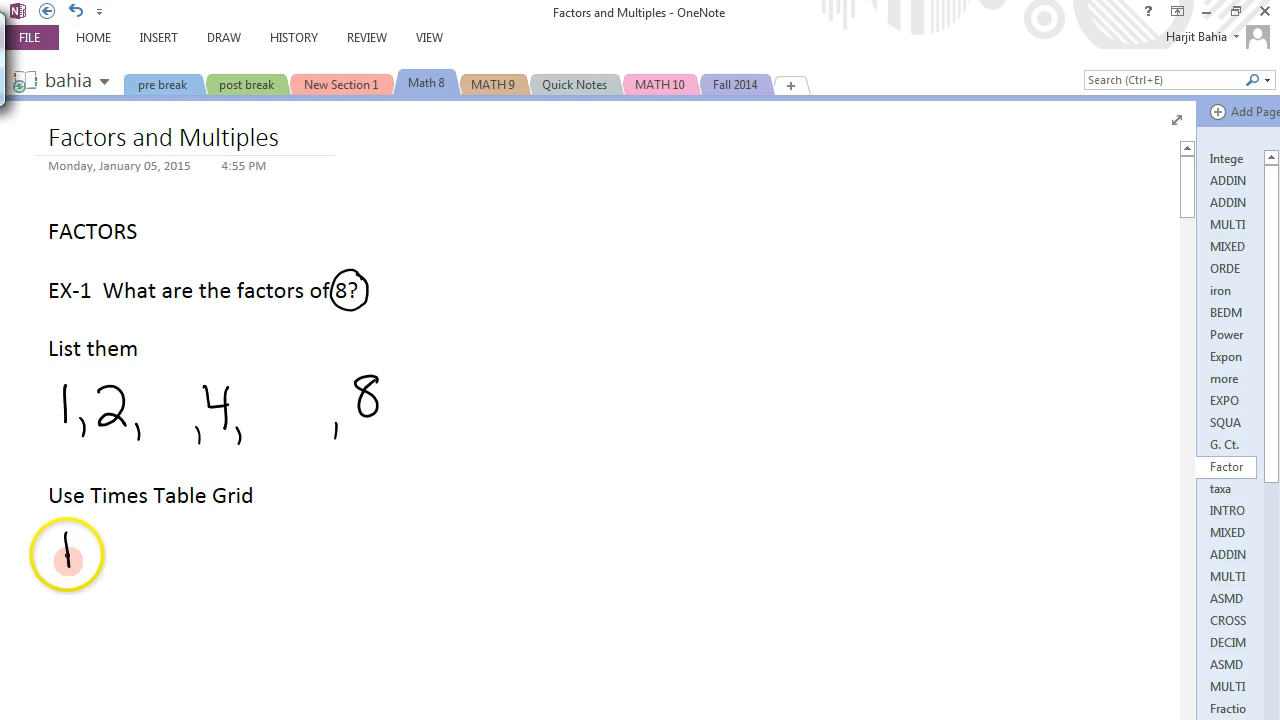 Factors and Multiples - OneNote
?
FILE HOME INSERT DRAW HISTORY REVIEW VIEW
Harjit Bahia
bahia
pre break
post break
New Section 1
Math 8
MATH 9
Quick Notes
MATH 10
Fall 2014
Search (Ctrl+E)
Factors and Multiples
Monday, January 05, 2015 4:55 PM
FACTORS
EX-1 What are the factors of 8?
List them
1,2, ,4, , 8
Use Times Table Grid
1
Add Page
Intege
ADDIN
ADDIN
MULTI
MIXED
ORDE
iron
BEDM
Power
Expon
more
EXPO
SQUA
G. Ct.
Factor
taxa
INTRO
MIXED
ADDIN
MULTI
ASMD
CROSS
DECIM
ASMD
MULTI
Fractio